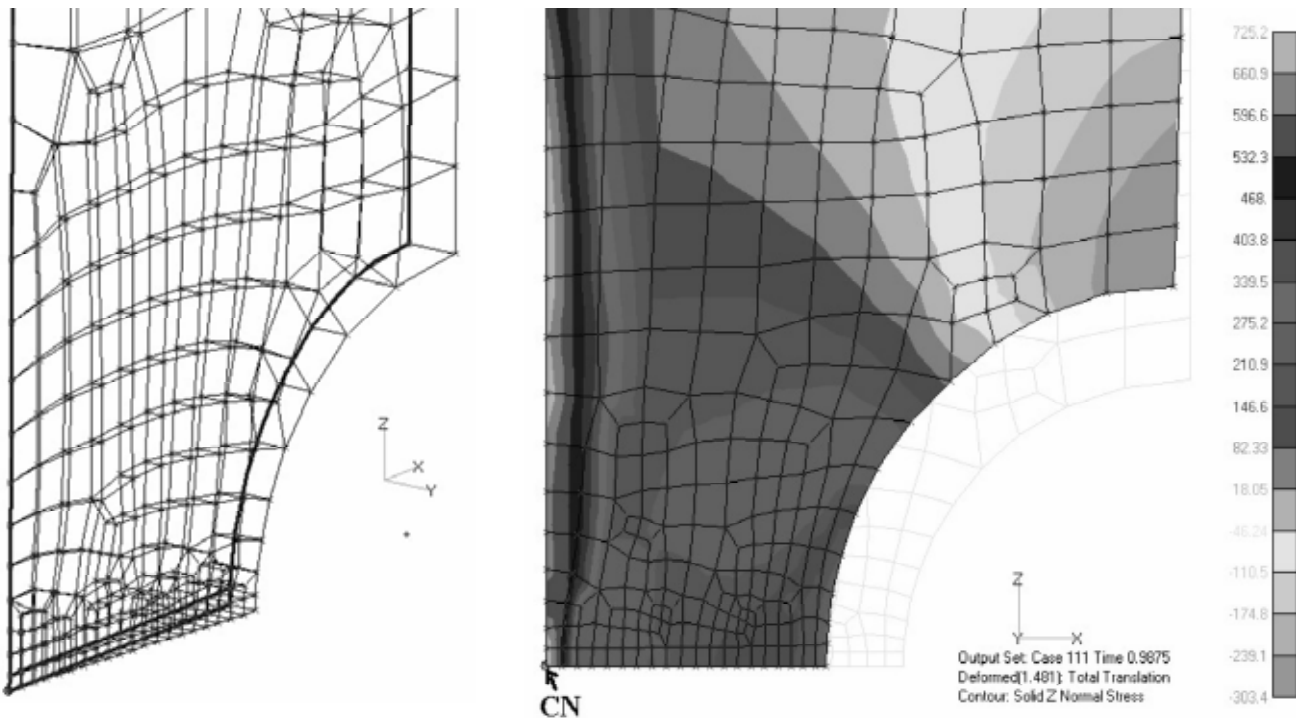 Z
X
Y
CN
Z
Y
X
Output Set: Case 111 Time 0.9875
Deformed(1.481): Total Translation
Contour: Solid Z Normal Stress
725.2
660.9
596.6
532.3
468.
403.8
339.5
275.2
210.9
146.6
82.33
18.05
-46.24
-110.5
-174.8
-239.1
-303.4